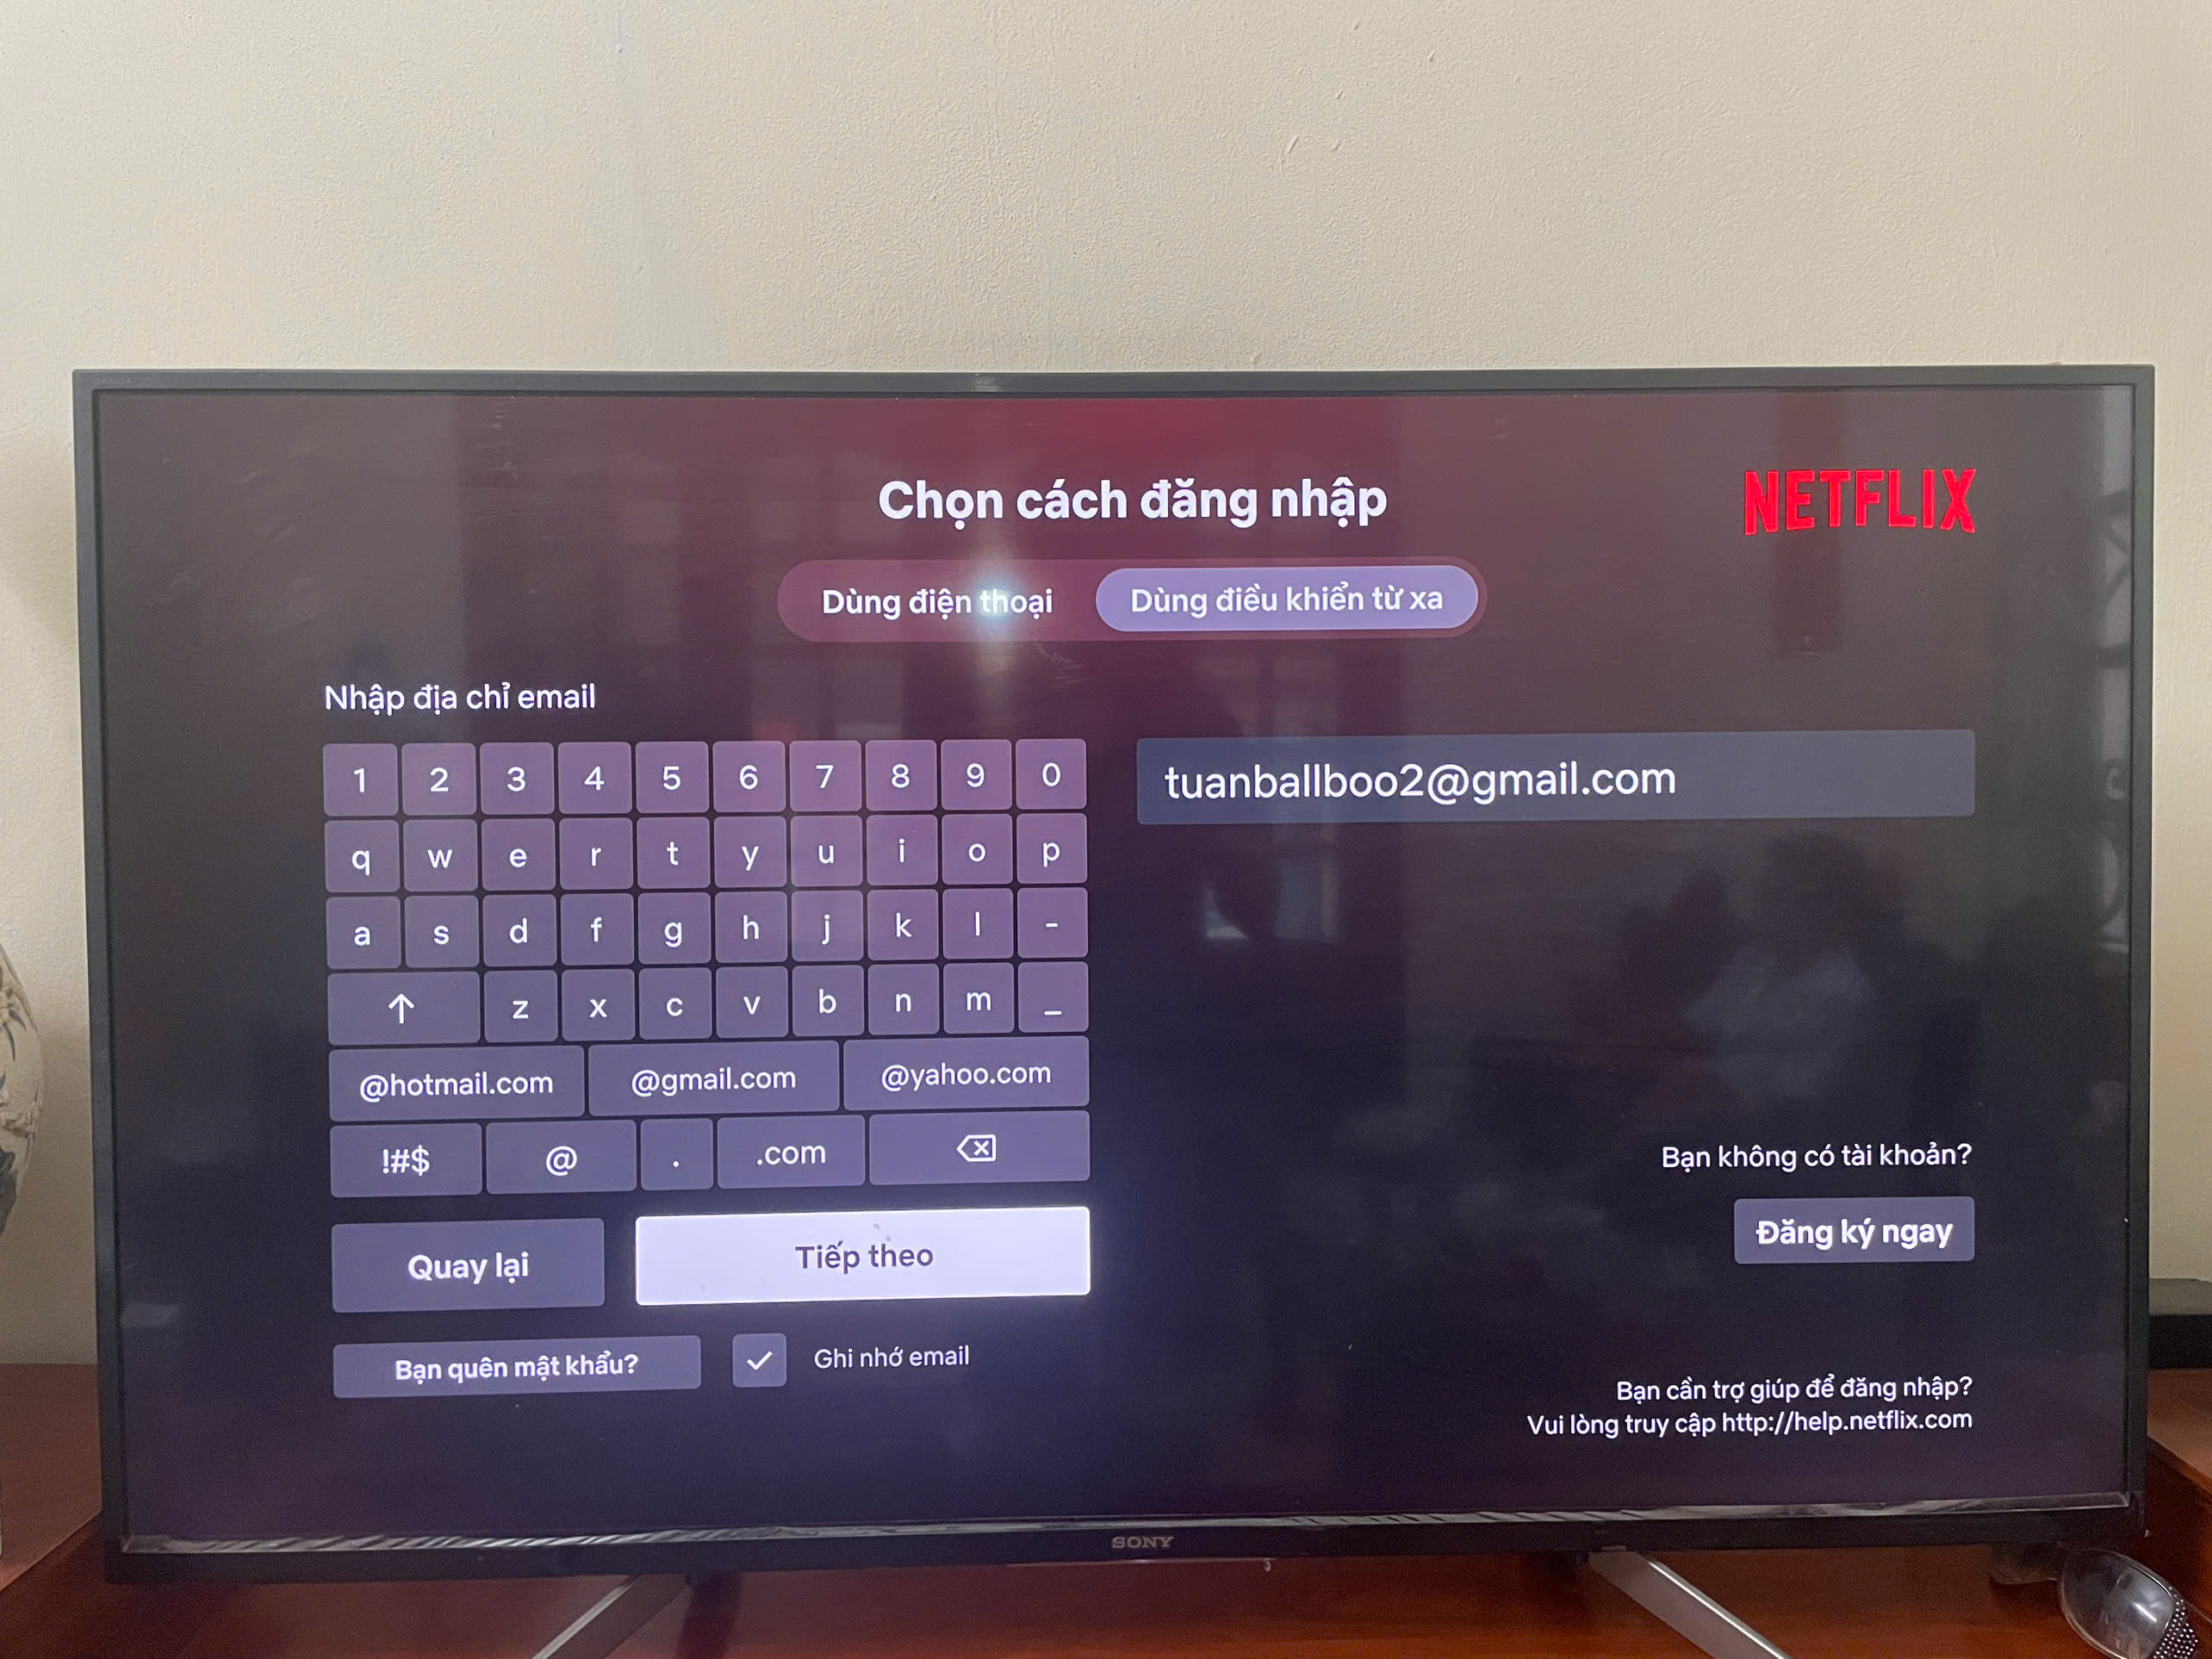 Chọn cách đăng nhập
NETFLIX
Dùng điện thoại
Dùng điều khiển từ xa
Nhập địa chỉ email
tuanballboo2@gmail.com
1 2 3 4 5 6 7 8 9 0
q w e r t y u i o p
a s d f g h j k l -
↑ z x c v b n m _
@hotmail.com @gmail.com @yahoo.com
!#$ @ . .com
Quay lại
Tiếp theo
Bạn quên mật khẩu?
Ghi nhớ email
Bạn không có tài khoản?
Đăng ký ngay
Bạn cần trợ giúp để đăng nhập?
Vui lòng truy cập http://help.netflix.com
SONY